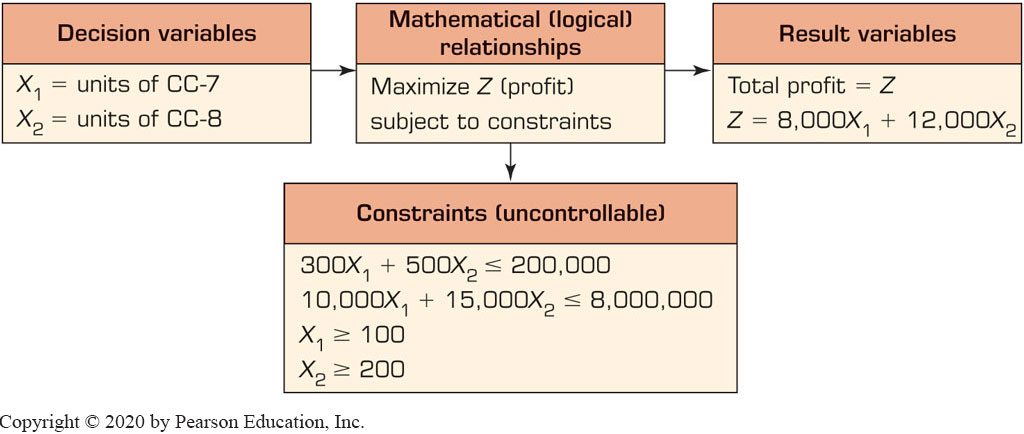 Decision variables
X₁ = units of CC-7
X₂ = units of CC-8
Mathematical (logical)
relationships
Maximize Z (profit)
subject to constraints
Result variables
Total profit = Z
Z = 8,000X₁ + 12,000X₂
Constraints (uncontrollable)
300X₁ + 500X₂ ≤ 200,000
10,000X₁ + 15,000X₂ ≤ 8,000,000
X₁ ≥ 100
X₂ ≥ 200
Copyright © 2020 by Pearson Education, Inc.